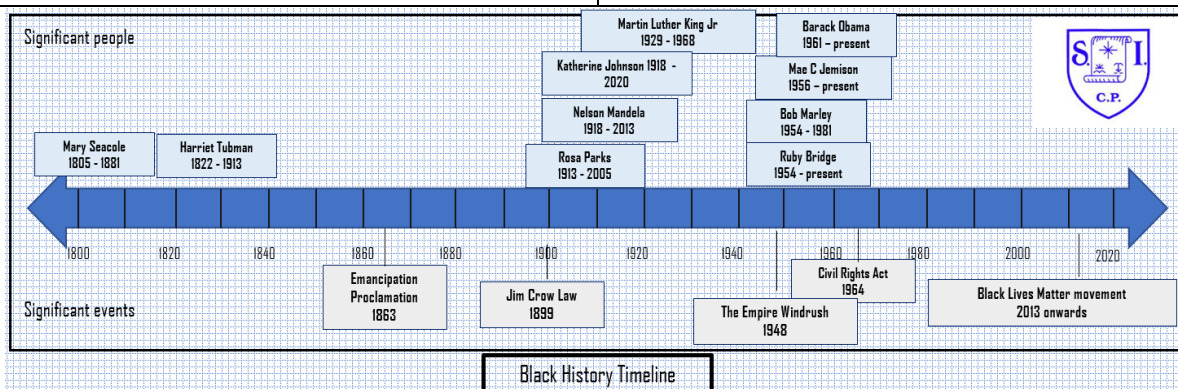 Significant people
Martin Luther King Jr
1929 - 1968
Barack Obama
1961 – present
Katherine Johnson 1918 -
2020
Mae C Jemison
1956 – present
Nelson Mandela
1918 - 2013
Bob Marley
1954 - 1981
Mary Seacole
1805 - 1881
Harriet Tubman
1822 - 1913
Rosa Parks
1913 - 2005
Ruby Bridge
1954 - present
S. I.
C.P.
1800
1820
1840
1860
1880
1900
1920
1940
1960
1980
2000
2020
Significant events
Emancipation
Proclamation
1863
Jim Crow Law
1899
The Empire Windrush
1948
Civil Rights Act
1964
Black Lives Matter movement
2013 onwards
Black History Timeline